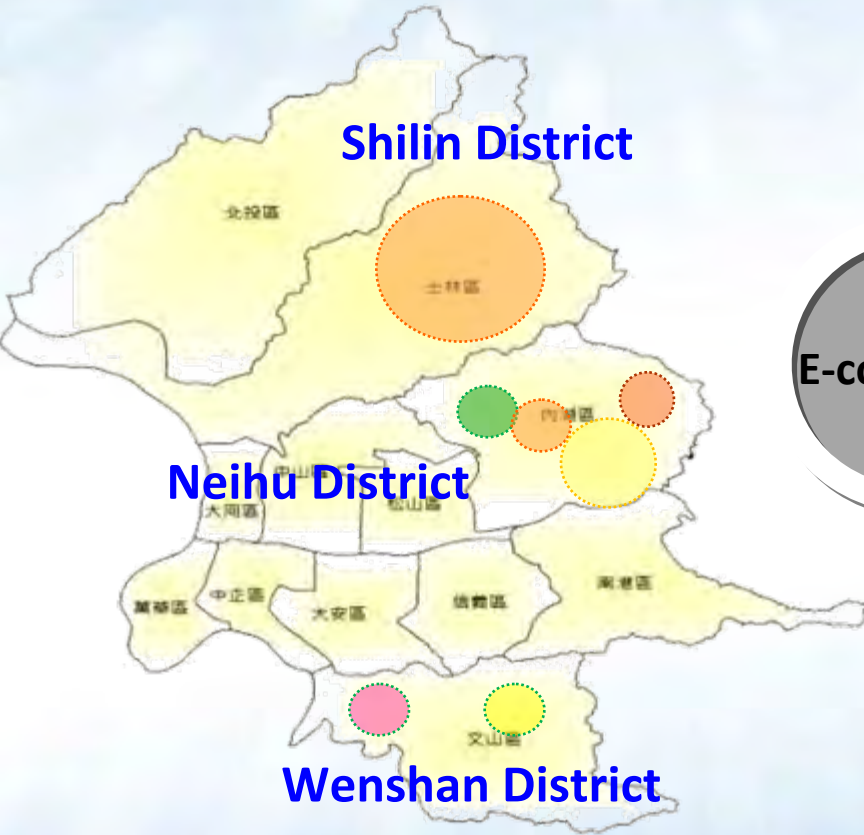 Shilin District
北投區
士林區
E-co
內湖區
中山區
Neihu District
松山區
大同區
南港區
中正區
信義區
萬華區
大安區
文山區
Wenshan District